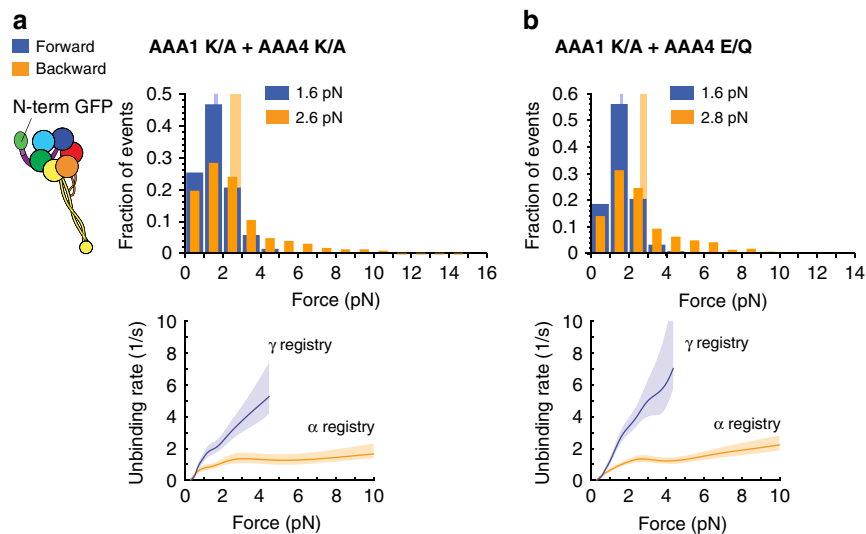 a
Forward
Backward
N-term GFP
AAA1 K/A + AAA4 K/A
1.6 pN
2.6 pN
Fraction of events
0.5
0.4
0.3
0.2
0.1
0
0 2 4 6 8 10 12 14 16
Force (pN)
Unbinding rate (1/s)
10
8
6
4
2
0
γ registry
α registry
0 2 4 6 8 10
Force (pN)
b
AAA1 K/A + AAA4 E/Q
1.6 pN
2.8 pN
Fraction of events
0.6
0.5
0.4
0.3
0.2
0.1
0
0 2 4 6 8 10 12 14
Force (pN)
Unbinding rate (1/s)
10
8
6
4
2
0
γ registry
α registry
0 2 4 6 8 10
Force (pN)